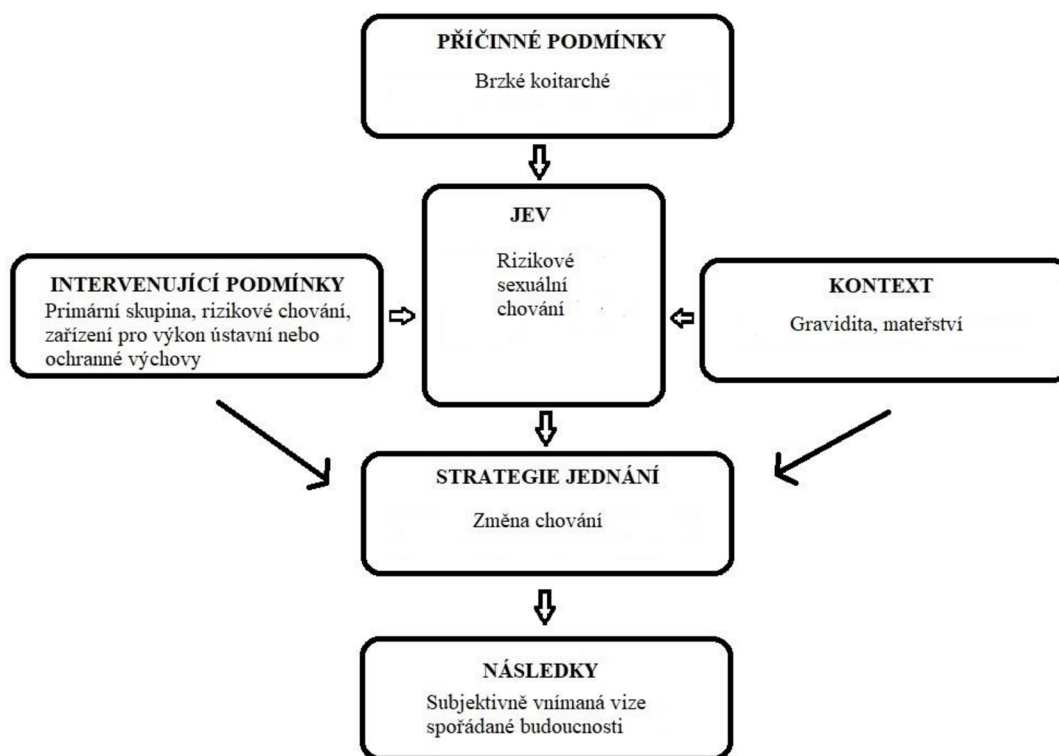 PŘÍČINNÉ PODMÍNKY
Brzké koitarché
JEV
Rizikové
sexuální
chování
INTERVENUJÍCÍ PODMÍNKY
Primární skupina, rizikové chování,
zařízení pro výkon ústavní nebo
ochranné výchovy
KONTEXT
Gravidita, mateřství
STRATEGIE JEDNÁNÍ
Změna chování
NÁSLEDKY
Subjektivně vnímaná vize
spořádané budoucnosti